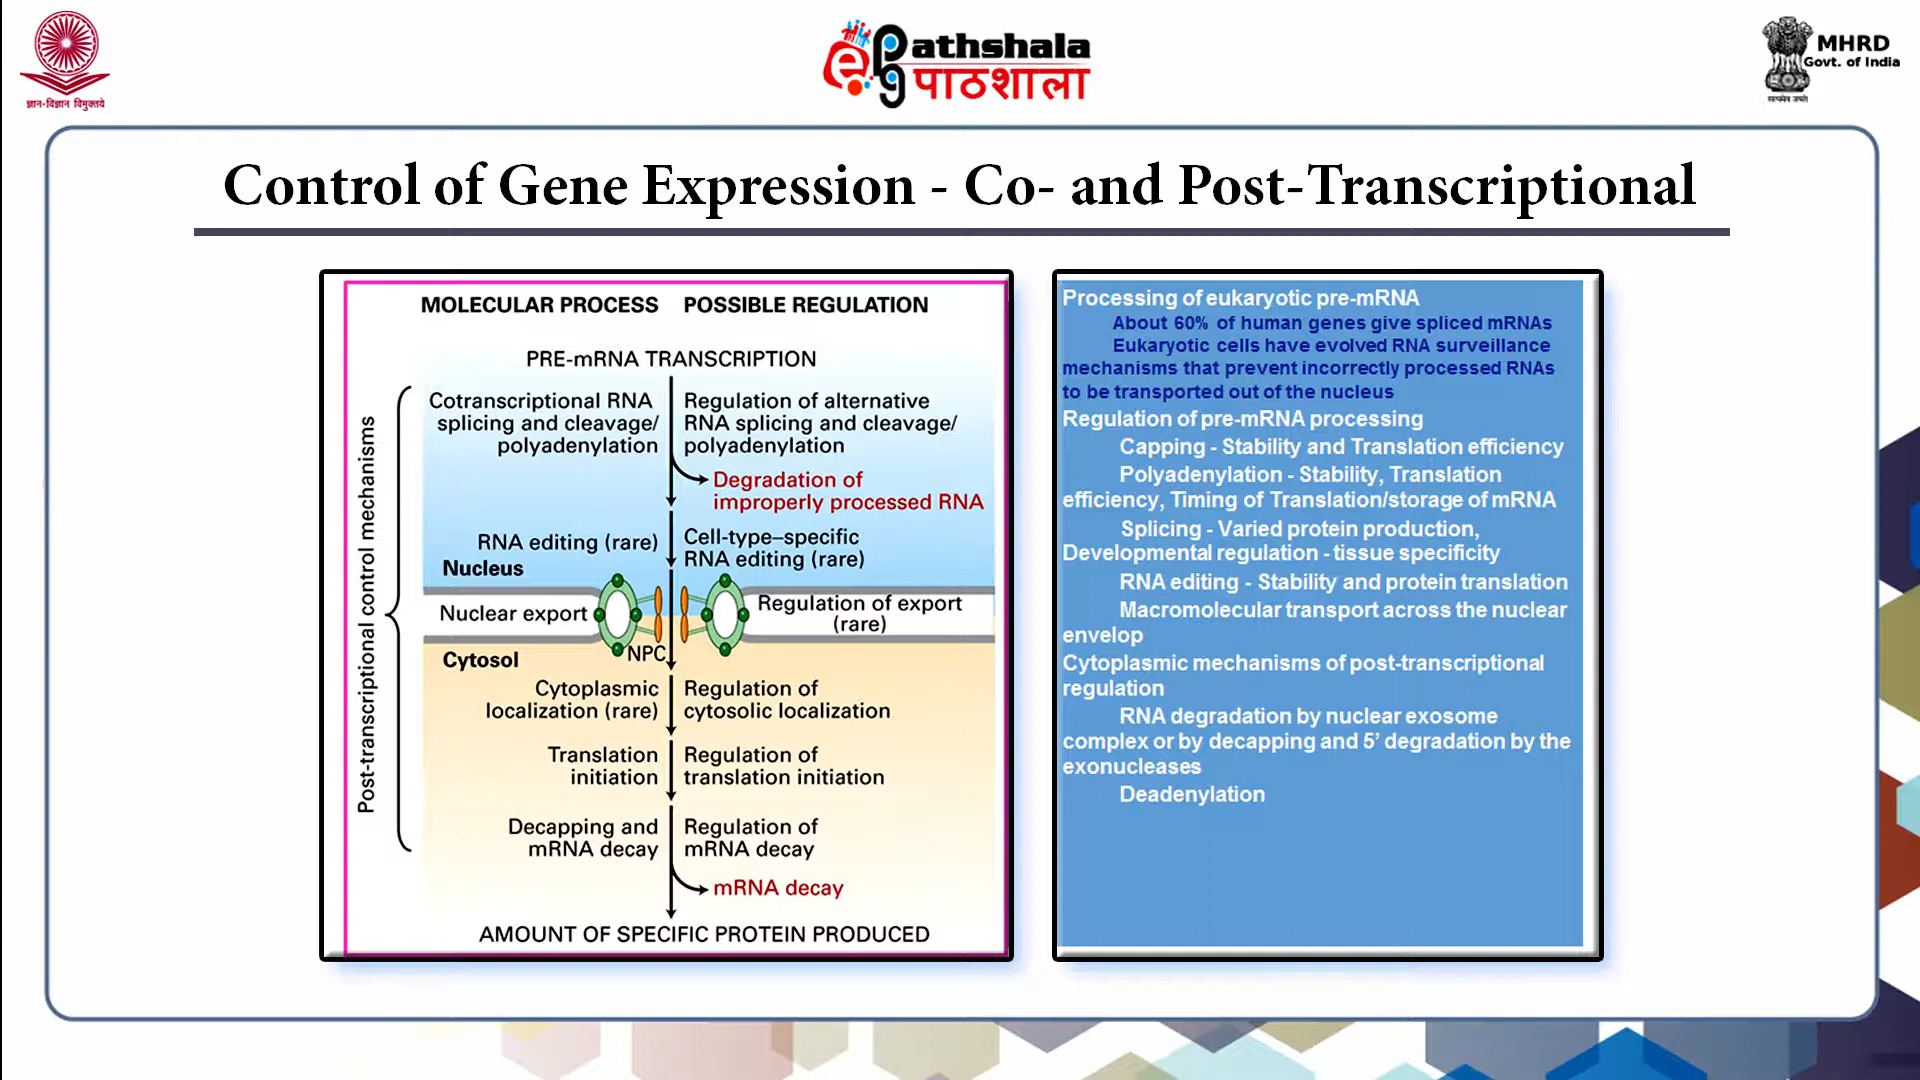 ज्ञान-विज्ञान विमुक्तये
ePg Pathshala
पाठशाला
MHRD
Govt. of India
सत्यमेव जयते
Control of Gene Expression - Co- and Post-Transcriptional
MOLECULAR PROCESS POSSIBLE REGULATION
PRE-mRNA TRANSCRIPTION
Post-transcriptional control mechanisms
Cotranscriptional RNA
splicing and cleavage/
polyadenylation
Regulation of alternative
RNA splicing and cleavage/
polyadenylation
Degradation of
improperly processed RNA
RNA editing (rare)
Cell-type–specific
RNA editing (rare)
Nucleus
Nuclear export
Regulation of export
(rare)
NPC
Cytosol
Cytoplasmic
localization (rare)
Regulation of
cytosolic localization
Translation
initiation
Regulation of
translation initiation
Decapping and
mRNA decay
Regulation of
mRNA decay
mRNA decay
AMOUNT OF SPECIFIC PROTEIN PRODUCED
Processing of eukaryotic pre-mRNA
About 60% of human genes give spliced mRNAs
Eukaryotic cells have evolved RNA surveillance
mechanisms that prevent incorrectly processed RNAs
to be transported out of the nucleus
Regulation of pre-mRNA processing
Capping - Stability and Translation efficiency
Polyadenylation - Stability, Translation
efficiency, Timing of Translation/storage of mRNA
Splicing - Varied protein production,
Developmental regulation - tissue specificity
RNA editing - Stability and protein translation
Macromolecular transport across the nuclear
envelop
Cytoplasmic mechanisms of post-transcriptional
regulation
RNA degradation by nuclear exosome
complex or by decapping and 5’ degradation by the
exonucleases
Deadenylation